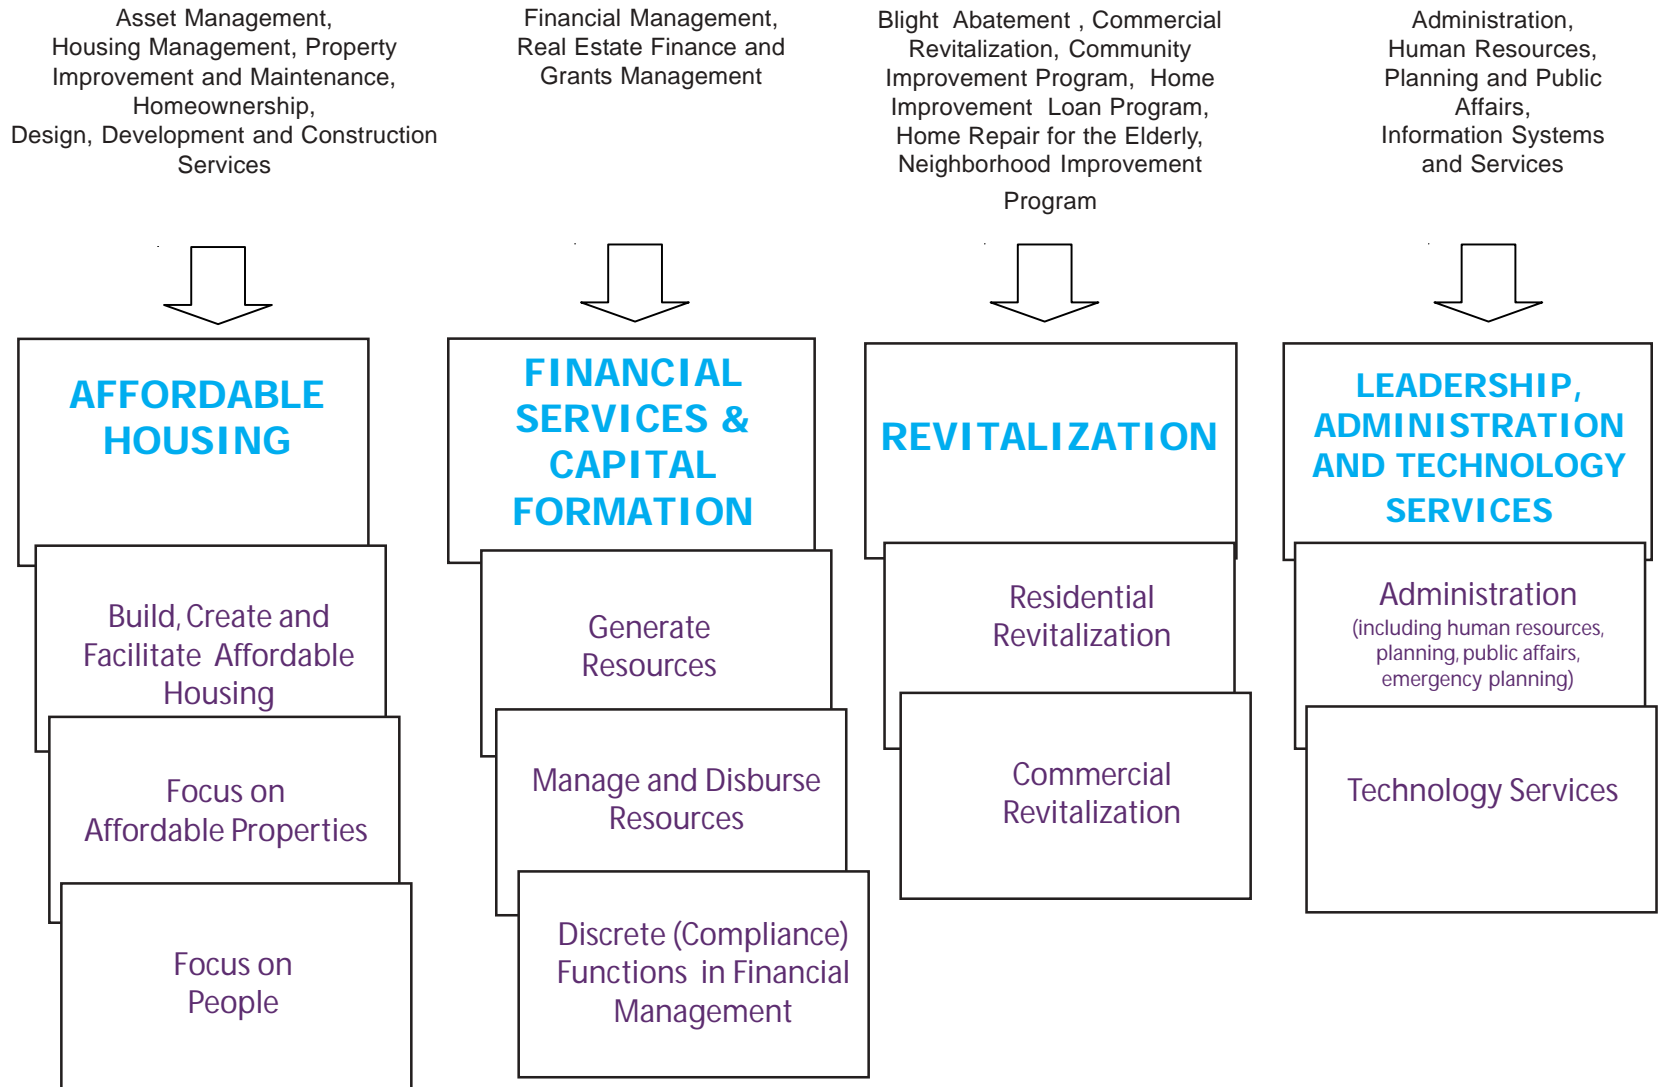 Asset Management,
Housing Management, Property
Improvement and Maintenance,
Homeownership,
Design, Development and Construction
Services
Financial Management,
Real Estate Finance and
Grants Management
Blight Abatement , Commercial
Revitalization, Community
Improvement Program, Home
Improvement Loan Program,
Home Repair for the Elderly,
Neighborhood Improvement
Program
Administration,
Human Resources,
Planning and Public
Affairs,
Information Systems
and Services
AFFORDABLE
HOUSING
Build, Create and
Facilitate Affordable
Housing
Focus on
Affordable Properties
Focus on
People
FINANCIAL
SERVICES &
CAPITAL
FORMATION
Generate
Resources
Manage and Disburse
Resources
Discrete (Compliance)
Functions in Financial
Management
REVITALIZATION
Residential
Revitalization
Commercial
Revitalization
LEADERSHIP,
ADMINISTRATION
AND TECHNOLOGY
SERVICES
Administration
(including human resources,
planning, public affairs,
emergency planning)
Technology Services